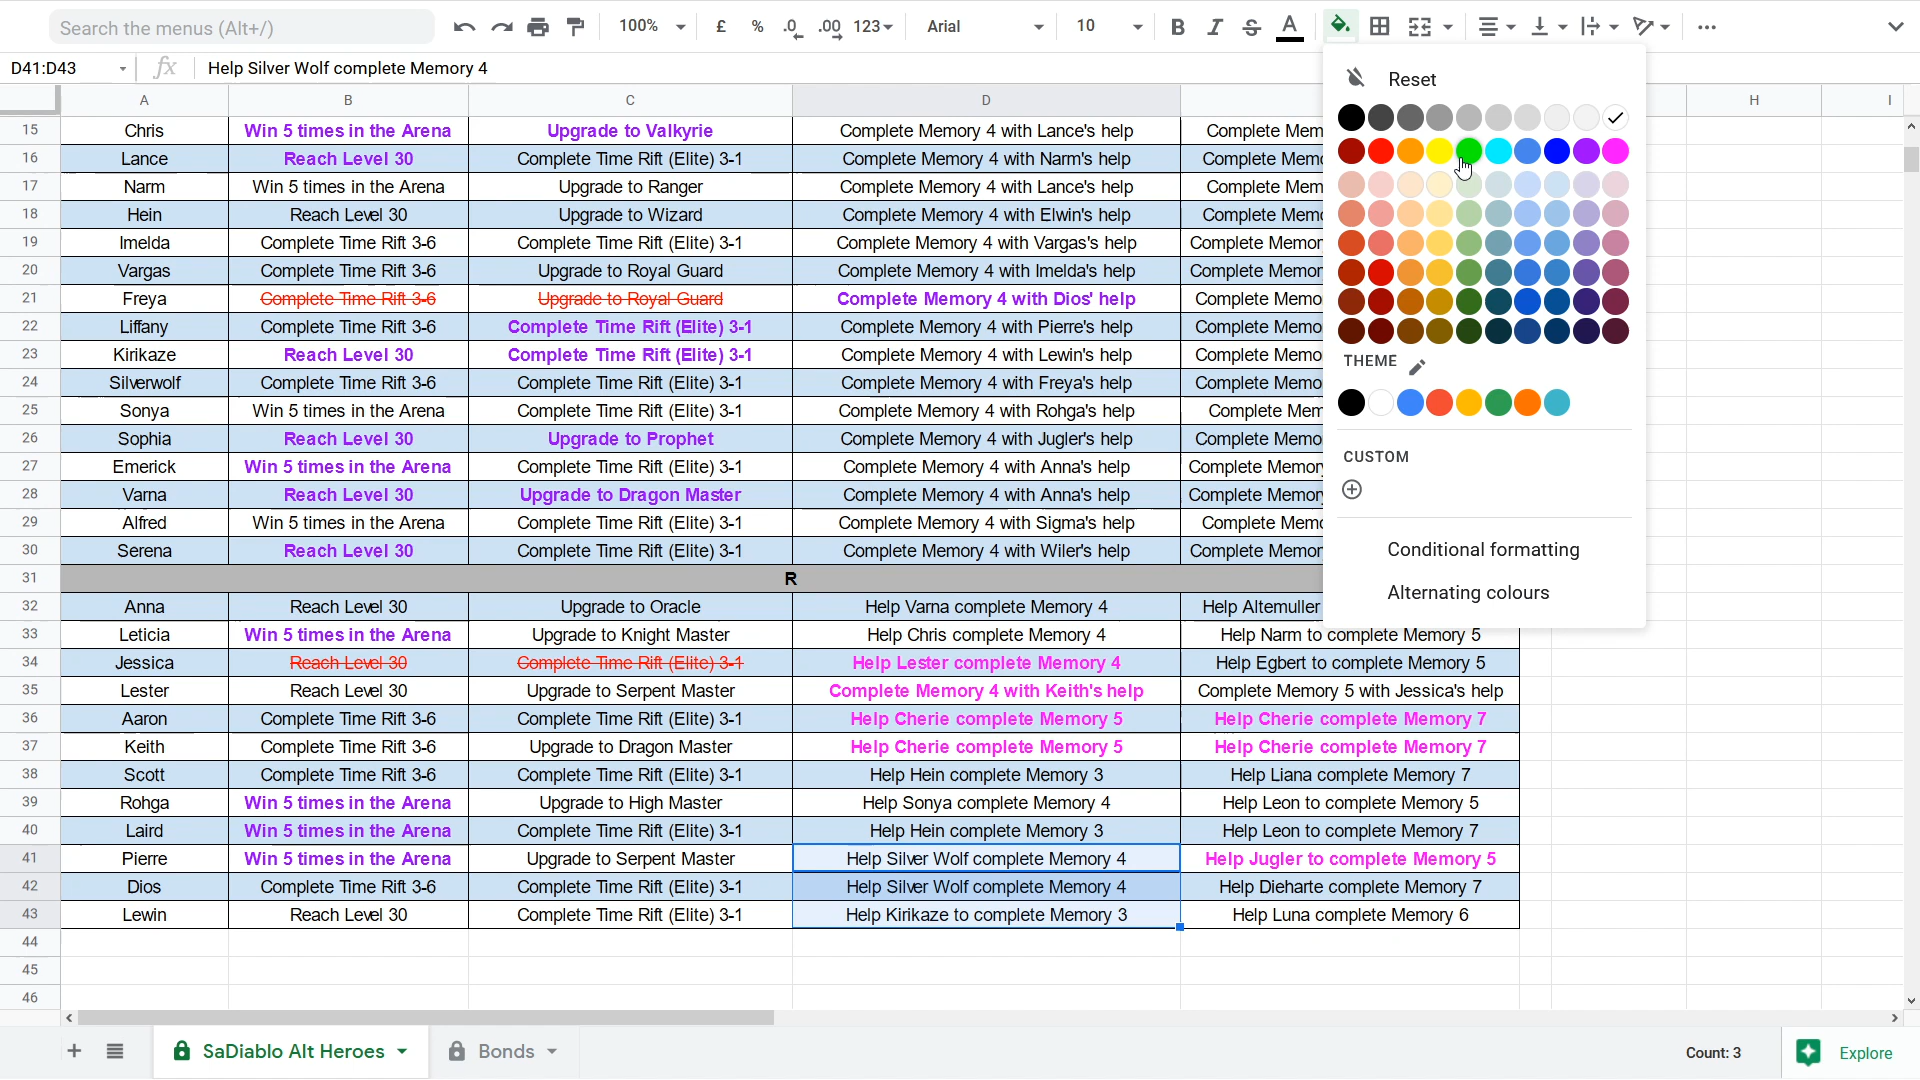 Search the menus (Alt+/) 100% £ % .0 .00 123 Arial 10 B I S A
D41:D43 fx Help Silver Wolf complete Memory 4
A B C D H I
15 Chris Win 5 times in the Arena Upgrade to Valkyrie Complete Memory 4 with Lance's help Complete Mem
16 Lance Reach Level 30 Complete Time Rift (Elite) 3-1 Complete Memory 4 with Narm's help Complete
17 Narm Win 5 times in the Arena Upgrade to Ranger Complete Memory 4 with Lance's help Complete Mem
18 Hein Reach Level 30 Upgrade to Wizard Complete Memory 4 with Elwin's help Complete
19 Imelda Complete Time Rift 3-6 Complete Time Rift (Elite) 3-1 Complete Memory 4 with Vargas's help Complete Memor
20 Vargas Complete Time Rift 3-6 Upgrade to Royal Guard Complete Memory 4 with Imelda's help Complete Memor
21 Freya Complete Time Rift 3-6 Upgrade to Royal Guard Complete Memory 4 with Dios' help Complete Memo
22 Liffany Complete Time Rift 3-6 Complete Time Rift (Elite) 3-1 Complete Memory 4 with Pierre's help Complete Memo
23 Kirikaze Reach Level 30 Complete Time Rift (Elite) 3-1 Complete Memory 4 with Lewin's help Complete Memo
24 Silverwolf Complete Time Rift 3-6 Complete Time Rift (Elite) 3-1 Complete Memory 4 with Freya's help Complete Memo
25 Sonya Win 5 times in the Arena Complete Time Rift (Elite) 3-1 Complete Memory 4 with Rohga's help Complete Mem
26 Sophia Reach Level 30 Upgrade to Prophet Complete Memory 4 with Jugler's help Complete Memo
27 Emerick Win 5 times in the Arena Complete Time Rift (Elite) 3-1 Complete Memory 4 with Anna's help Complete Memory
28 Varna Reach Level 30 Upgrade to Dragon Master Complete Memory 4 with Anna's help Complete Memory
29 Alfred Win 5 times in the Arena Complete Time Rift (Elite) 3-1 Complete Memory 4 with Sigma's help Complete Memo
30 Serena Reach Level 30 Complete Time Rift (Elite) 3-1 Complete Memory 4 with Wiler's help Complete Memor
31 R
32 Anna Reach Level 30 Upgrade to Oracle Help Varna complete Memory 4 Help Altemuller
33 Leticia Win 5 times in the Arena Upgrade to Knight Master Help Chris complete Memory 4 Help Narm to complete Memory 5
34 Jessica Reach Level 30 Complete Time Rift (Elite) 3-1 Help Lester complete Memory 4 Help Egbert to complete Memory 5
35 Lester Reach Level 30 Upgrade to Serpent Master Complete Memory 4 with Keith's help Complete Memory 5 with Jessica's help
36 Aaron Complete Time Rift 3-6 Complete Time Rift (Elite) 3-1 Help Cherie complete Memory 5 Help Cherie complete Memory 7
37 Keith Complete Time Rift 3-6 Upgrade to Dragon Master Help Cherie complete Memory 5 Help Cherie complete Memory 7
38 Scott Complete Time Rift 3-6 Complete Time Rift (Elite) 3-1 Help Hein complete Memory 3 Help Liana complete Memory 7
39 Rohga Win 5 times in the Arena Upgrade to High Master Help Sonya complete Memory 4 Help Leon to complete Memory 5
40 Laird Win 5 times in the Arena Complete Time Rift (Elite) 3-1 Help Hein complete Memory 3 Help Leon to complete Memory 7
41 Pierre Win 5 times in the Arena Upgrade to Serpent Master Help Silver Wolf complete Memory 4 Help Jugler to complete Memory 5
42 Dios Complete Time Rift 3-6 Complete Time Rift (Elite) 3-1 Help Silver Wolf complete Memory 4 Help Dieharte complete Memory 7
43 Lewin Reach Level 30 Complete Time Rift (Elite) 3-1 Help Kirikaze to complete Memory 3 Help Luna complete Memory 6
44
45
46
Reset
THEME
CUSTOM
Conditional formatting
Alternating colours
SaDiablo Alt Heroes Bonds Count: 3 Explore